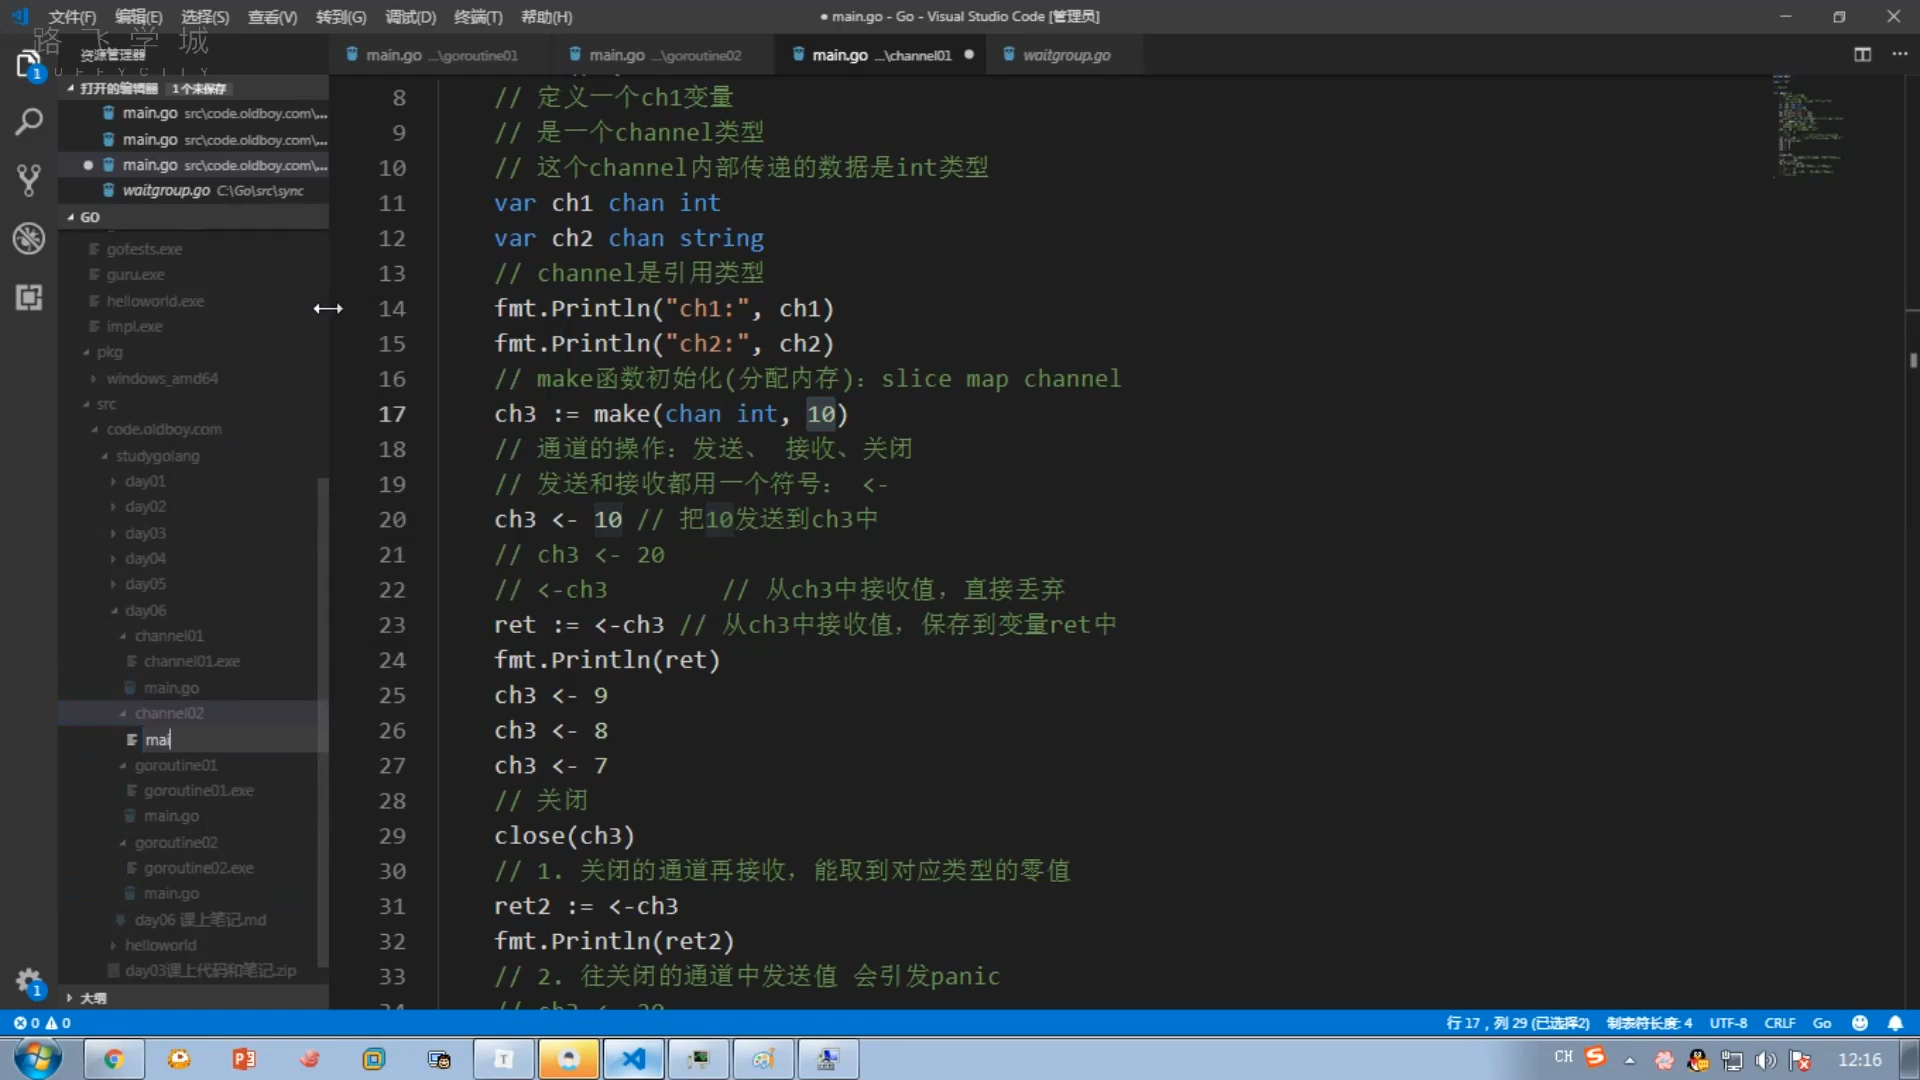 文件(F) 编辑(E) 选择(S) 查看(V) 转到(G) 调试(D) 终端(T) 帮助(H)
● main.go - Go - Visual Studio Code [管理员]
路飞学城
UFFYCITY
资源管理器
main.go ...\goroutine01
main.go ...\goroutine02
main.go ...\channel01
waitgroup.go
打开的编辑器 1个未保存
main.go src\code.oldboy.com\...
main.go src\code.oldboy.com\...
main.go src\code.oldboy.com\...
waitgroup.go C:\Go\src\sync
GO
gotests.exe
guru.exe
helloworld.exe
impl.exe
pkg
windows_amd64
src
code.oldboy.com
studygolang
day01
day02
day03
day04
day05
day06
channel01
channel01.exe
main.go
channel02
mai
goroutine01
goroutine01.exe
main.go
goroutine02
goroutine02.exe
main.go
day06 课上笔记.md
helloworld
day03课上代码和笔记.zip
大纲
8 // 定义一个ch1变量
9 // 是一个channel类型
10 // 这个channel内部传递的数据是int类型
11 var ch1 chan int
12 var ch2 chan string
13 // channel是引用类型
14 fmt.Println("ch1:", ch1)
15 fmt.Println("ch2:", ch2)
16 // make函数初始化(分配内存)：slice map channel
17 ch3 := make(chan int, 10)
18 // 通道的操作：发送、 接收、关闭
19 // 发送和接收都用一个符号： <-
20 ch3 <- 10 // 把10发送到ch3中
21 // ch3 <- 20
22 // <-ch3 // 从ch3中接收值，直接丢弃
23 ret := <-ch3 // 从ch3中接收值，保存到变量ret中
24 fmt.Println(ret)
25 ch3 <- 9
26 ch3 <- 8
27 ch3 <- 7
28 // 关闭
29 close(ch3)
30 // 1. 关闭的通道再接收，能取到对应类型的零值
31 ret2 := <-ch3
32 fmt.Println(ret2)
33 // 2. 往关闭的通道中发送值 会引发panic
34 // ch3 <- 20
0 0
行 17，列 29 (已选择2) 制表符长度: 4 UTF-8 CRLF Go
CH 12:16